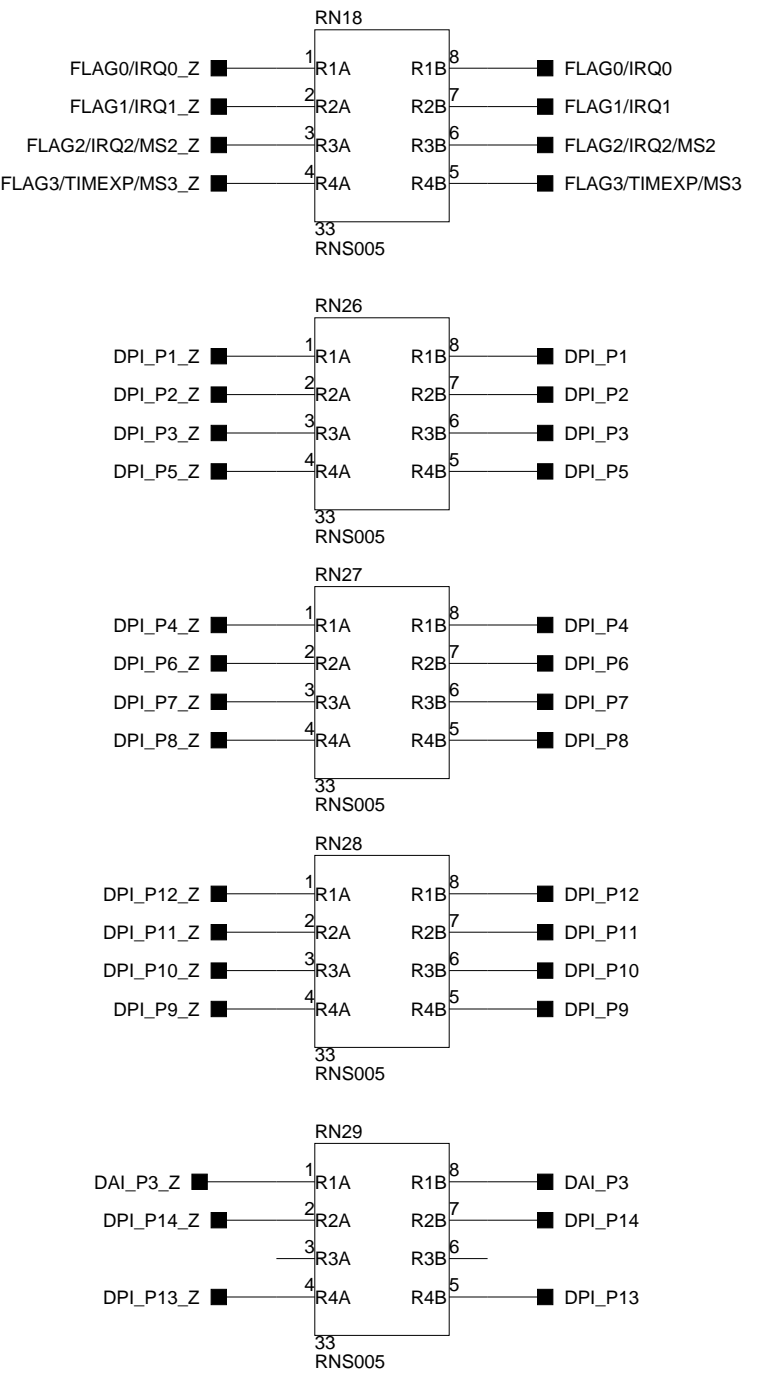 RN18
FLAG0/IRQ0_Z 1 R1A R1B 8 FLAG0/IRQ0
FLAG1/IRQ1_Z 2 R2A R2B 7 FLAG1/IRQ1
FLAG2/IRQ2/MS2_Z 3 R3A R3B 6 FLAG2/IRQ2/MS2
FLAG3/TIMEXP/MS3_Z 4 R4A R4B 5 FLAG3/TIMEXP/MS3
33
RNS005
RN26
DPI_P1_Z 1 R1A R1B 8 DPI_P1
DPI_P2_Z 2 R2A R2B 7 DPI_P2
DPI_P3_Z 3 R3A R3B 6 DPI_P3
DPI_P5_Z 4 R4A R4B 5 DPI_P5
33
RNS005
RN27
DPI_P4_Z 1 R1A R1B 8 DPI_P4
DPI_P6_Z 2 R2A R2B 7 DPI_P6
DPI_P7_Z 3 R3A R3B 6 DPI_P7
DPI_P8_Z 4 R4A R4B 5 DPI_P8
33
RNS005
RN28
DPI_P12_Z 1 R1A R1B 8 DPI_P12
DPI_P11_Z 2 R2A R2B 7 DPI_P11
DPI_P10_Z 3 R3A R3B 6 DPI_P10
DPI_P9_Z 4 R4A R4B 5 DPI_P9
33
RNS005
RN29
DAI_P3_Z 1 R1A R1B 8 DAI_P3
DPI_P14_Z 2 R2A R2B 7 DPI_P14
3 R3A R3B 6
DPI_P13_Z 4 R4A R4B 5 DPI_P13
33
RNS005